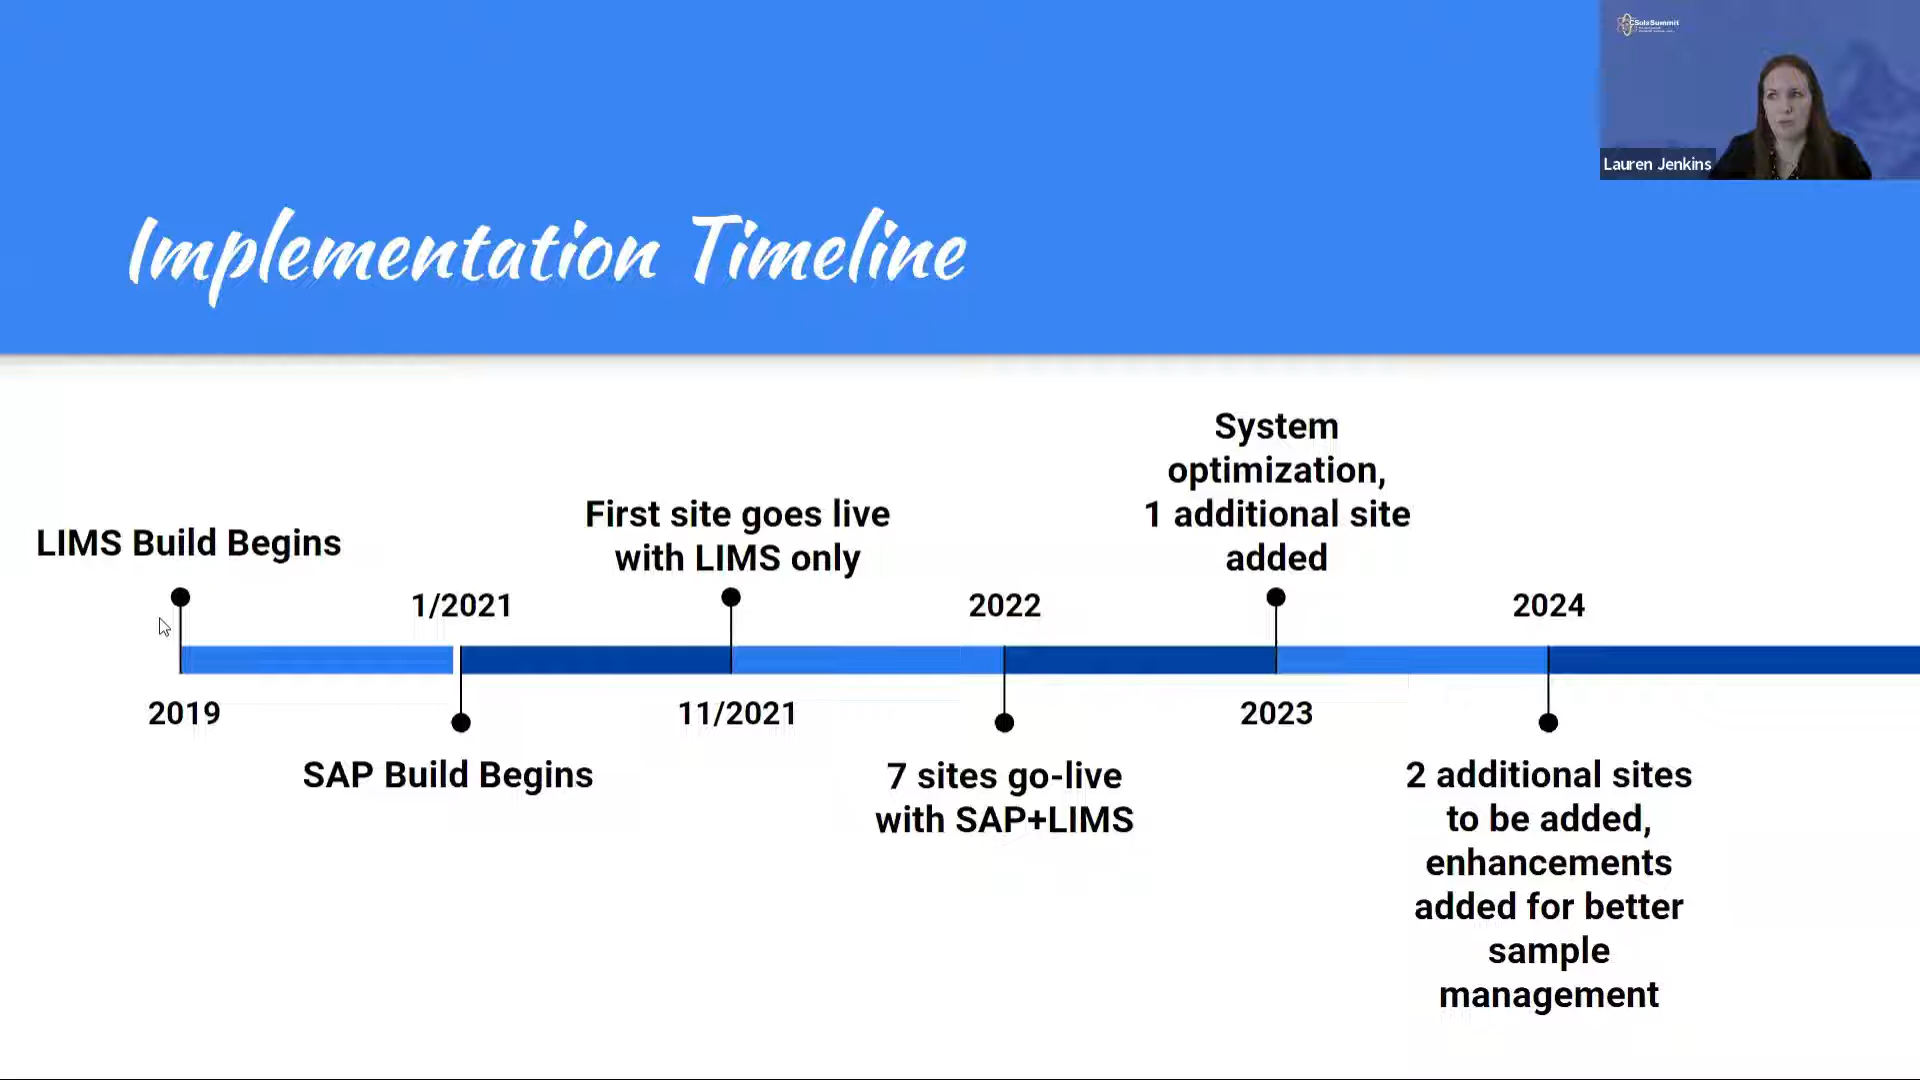 CSolsSummit
Lauren Jenkins
Implementation Timeline
LIMS Build Begins
2019
1/2021
SAP Build Begins
First site goes live
with LIMS only
11/2021
2022
7 sites go-live
with SAP+LIMS
System
optimization,
1 additional site
added
2023
2024
2 additional sites
to be added,
enhancements
added for better
sample
management